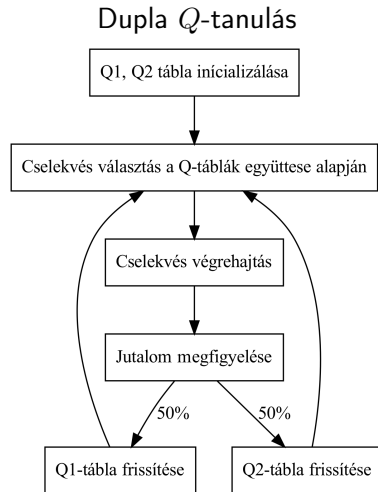 Dupla Q-tanulás
Q1, Q2 tábla inícializálása
Cselekvés választás a Q-táblák együttese alapján
Cselekvés végrehajtás
Jutalom megfigyelése
50%
50%
Q1-tábla frissítése
Q2-tábla frissítése